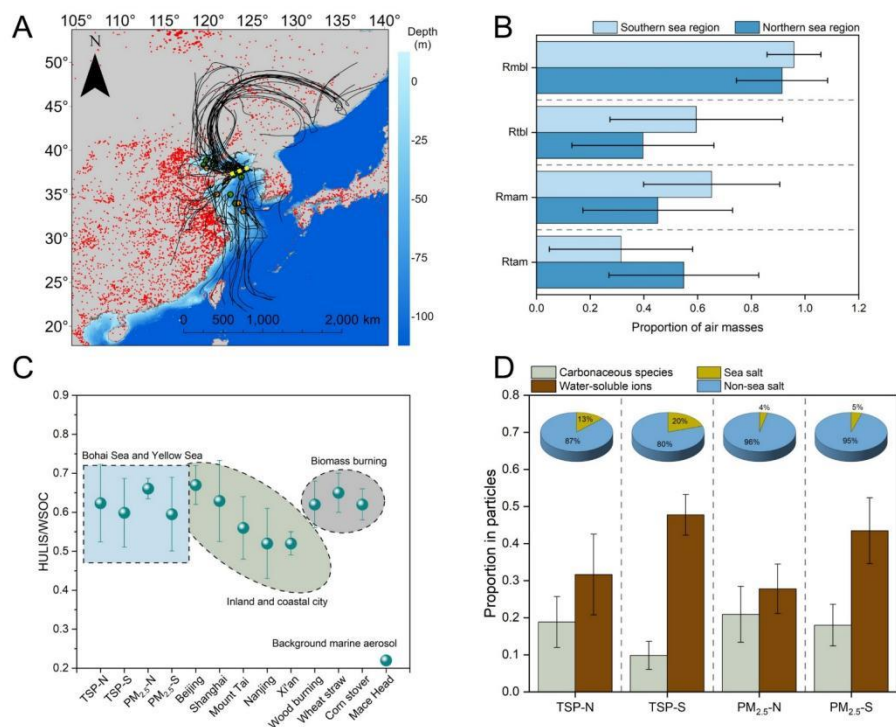 A
105° 110° 115° 120° 125° 130° 135° 140°
Depth
(m)
N
50°
45°
40°
35°
30°
25°
20°
0
-25
-50
-75
-100
0
500 1,000 2,000 km
B
Southern sea region Northern sea region
Rmbl
Rtbl
Rmam
Rtam
0.0 0.2 0.4 0.6 0.8 1.0 1.2
Proportion of air masses
C
0.9
0.8
0.7
0.6
0.5
0.4
0.3
0.2
HULIS/WSOC
Bohai Sea and Yellow Sea
Biomass burning
Inland and coastal city
Background marine aerosol
TSP-N
TSP-S
PM2.5-N
PM2.5-S
Beijing
Shanghai
Mount Tai
Nanjing
Xi'an
Wood burning
Wheat straw
Corn stover
Mace Head
D
Carbonaceous species Sea salt
Water-soluble ions Non-sea salt
0.8
0.7
0.6
0.5
0.4
0.3
0.2
0.1
0.0
Proportion in particles
13%
87%
20%
80%
4%
96%
5%
95%
TSP-N TSP-S PM2.5-N PM2.5-S